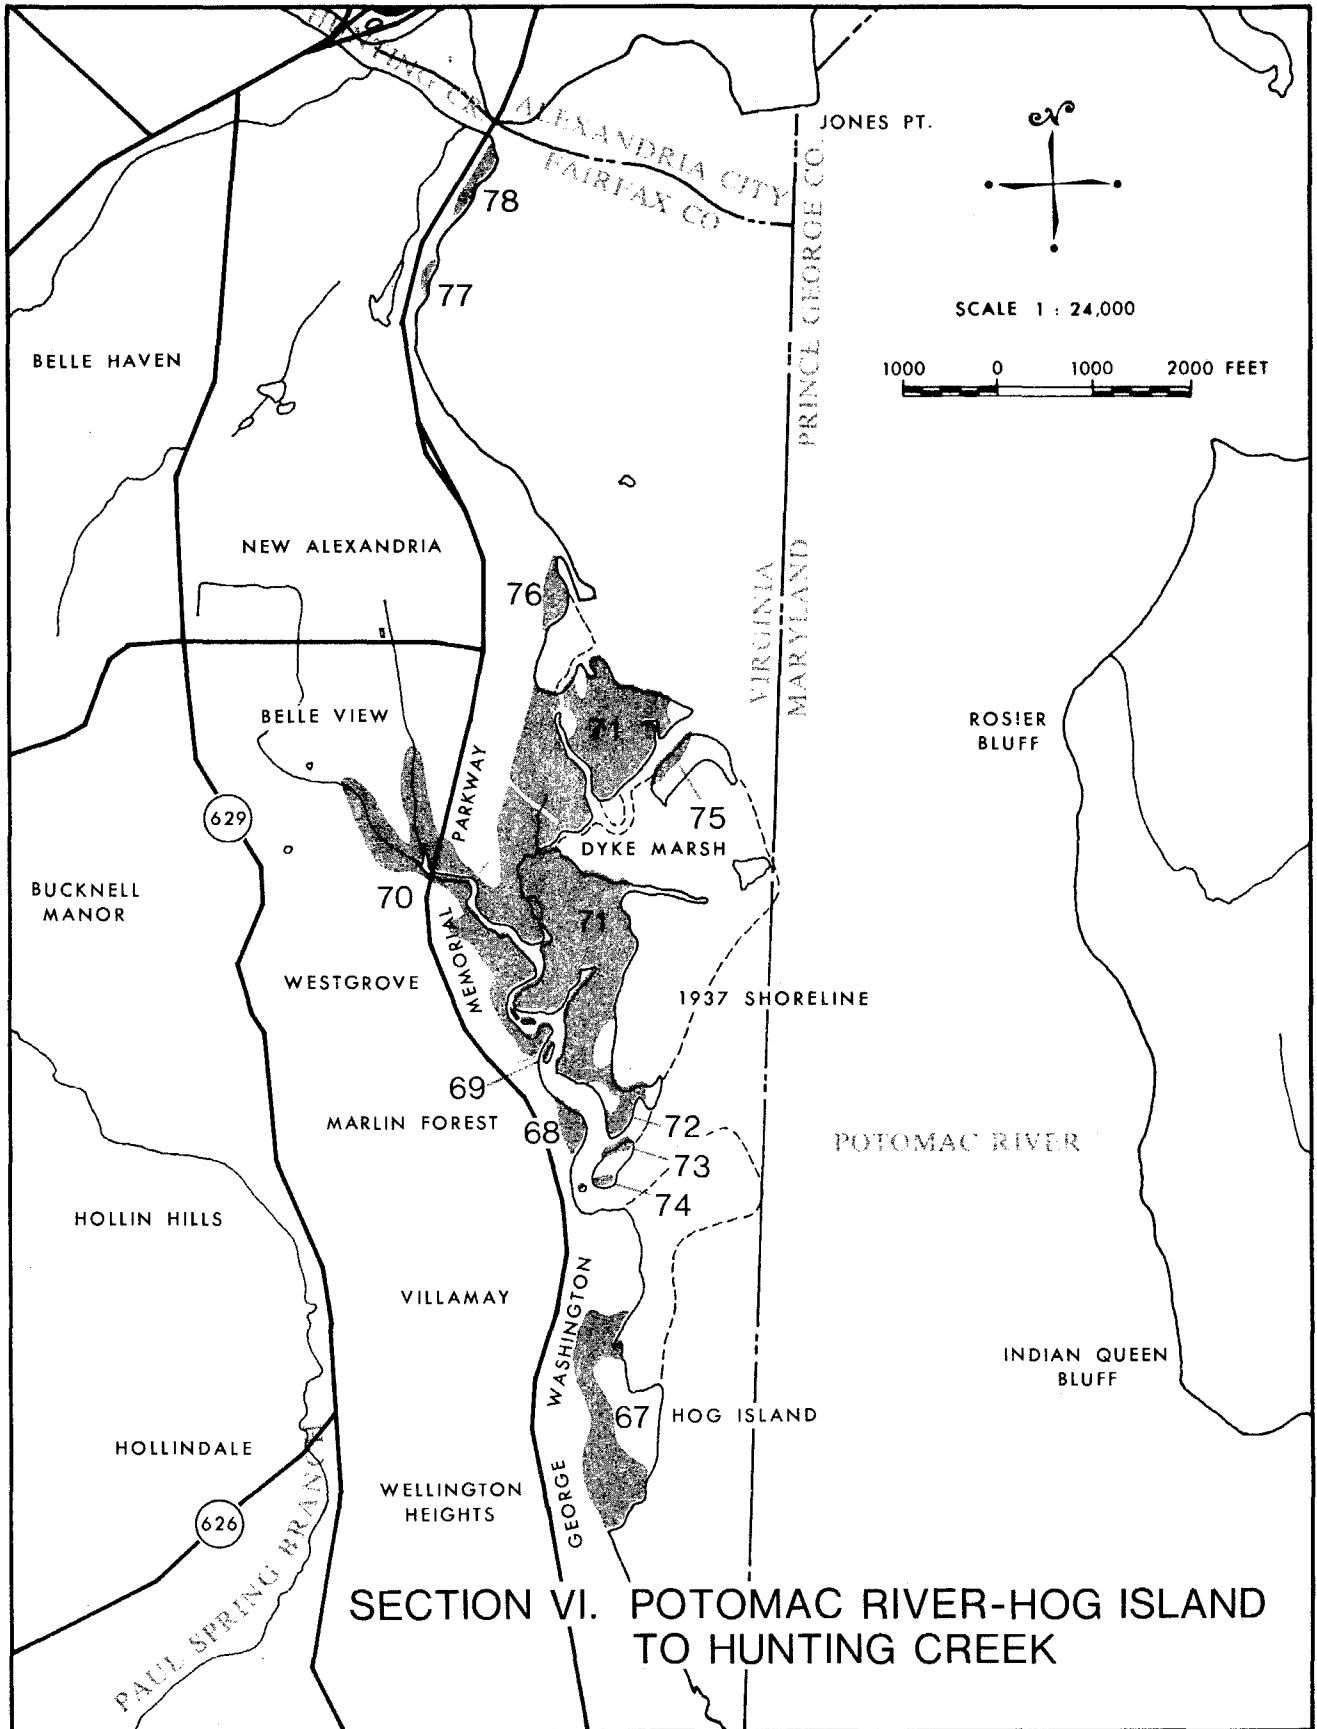 HUNTING CR.
ALEXANDRIA CITY
FAIRFAX CO
JONES PT.
PRINCE GEORGE CO.
N
78
77
SCALE 1 : 24,000
1000 0 1000 2000 FEET
BELLE HAVEN
NEW ALEXANDRIA
76
VIRGINIA
MARYLAND
BELLE VIEW
71
ROSIER
BLUFF
PARKWAY
629
75
DYKE MARSH
70
BUCKNELL
MANOR
71
MEMORIAL
WESTGROVE
1937 SHORELINE
69
MARLIN FOREST
68
72
POTOMAC RIVER
73
74
HOLLIN HILLS
VILLAMAY
WASHINGTON
INDIAN QUEEN
BLUFF
67
HOG ISLAND
HOLLINDALE
WELLINGTON
HEIGHTS
GEORGE
626
PAUL SPRING BRANCH
SECTION VI. POTOMAC RIVER-HOG ISLAND
TO HUNTING CREEK